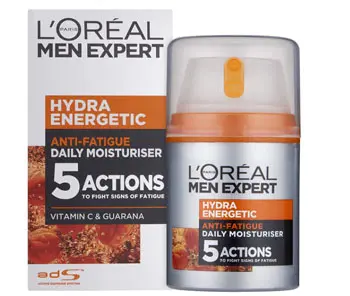 L'ORÉAL
PARIS
MEN EXPERT
HYDRA
ENERGETIC
ANTI-FATIGUE
DAILY MOISTURISER
5 ACTIONS
TO FIGHT SIGNS OF FATIGUE
VITAMIN C & GUARANA
adS
L'ORÉAL
MEN EXPERT
HYDRA
ENERGETIC
ANTI-FATIGUE
DAILY MOISTURISER
5 ACTIONS
TO FIGHT SIGNS OF FATIGUE